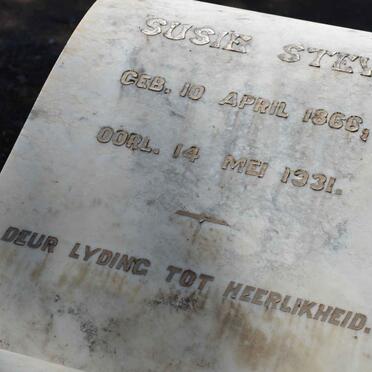 SUSIE
GEB. 10 APRIL 1866,
OORL. 14 MEI 1931.
DEUR LYDING TOT HEERLIKHEID.